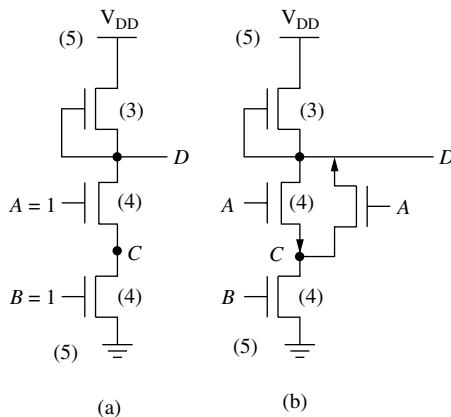 V_DD
(5)
(3)
D
A = 1
(4)
C
B = 1
(4)
(5)
(a)
V_DD
(5)
(3)
D
A
(4)
A
C
B
(4)
(5)
(b)